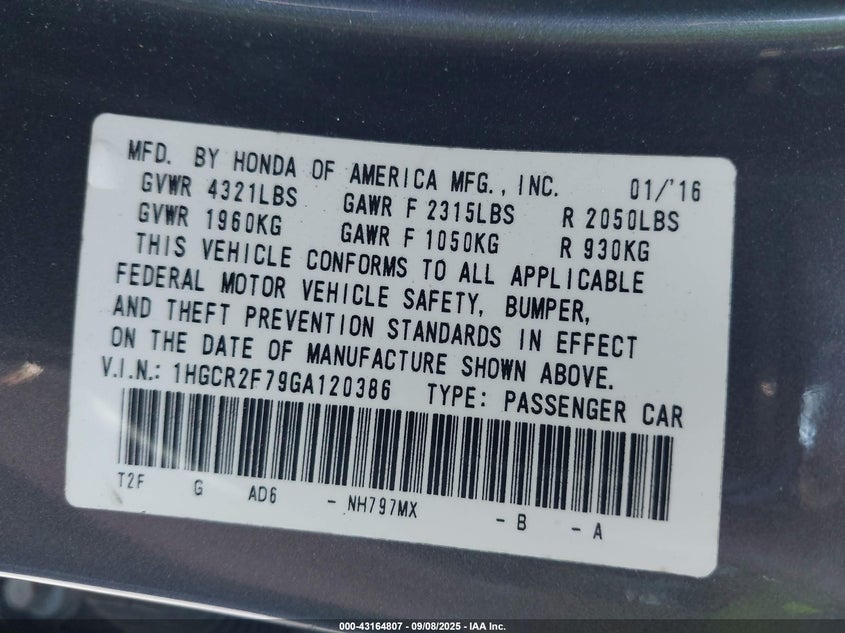 MFD. BY HONDA OF AMERICA MFG., INC. 01/'16
GVWR 4321LBS GAWR F 2315LBS R 2050LBS
GVWR 1960KG GAWR F 1050KG R 930KG
THIS VEHICLE CONFORMS TO ALL APPLICABLE
FEDERAL MOTOR VEHICLE SAFETY, BUMPER,
AND THEFT PREVENTION STANDARDS IN EFFECT
ON THE DATE OF MANUFACTURE SHOWN ABOVE.
V.I.N.: 1HGCR2F79GA120386 TYPE: PASSENGER CAR
T2F G AD6 - NH797MX - B - A
000-43164807 - 09/08/2025 - IAA Inc.